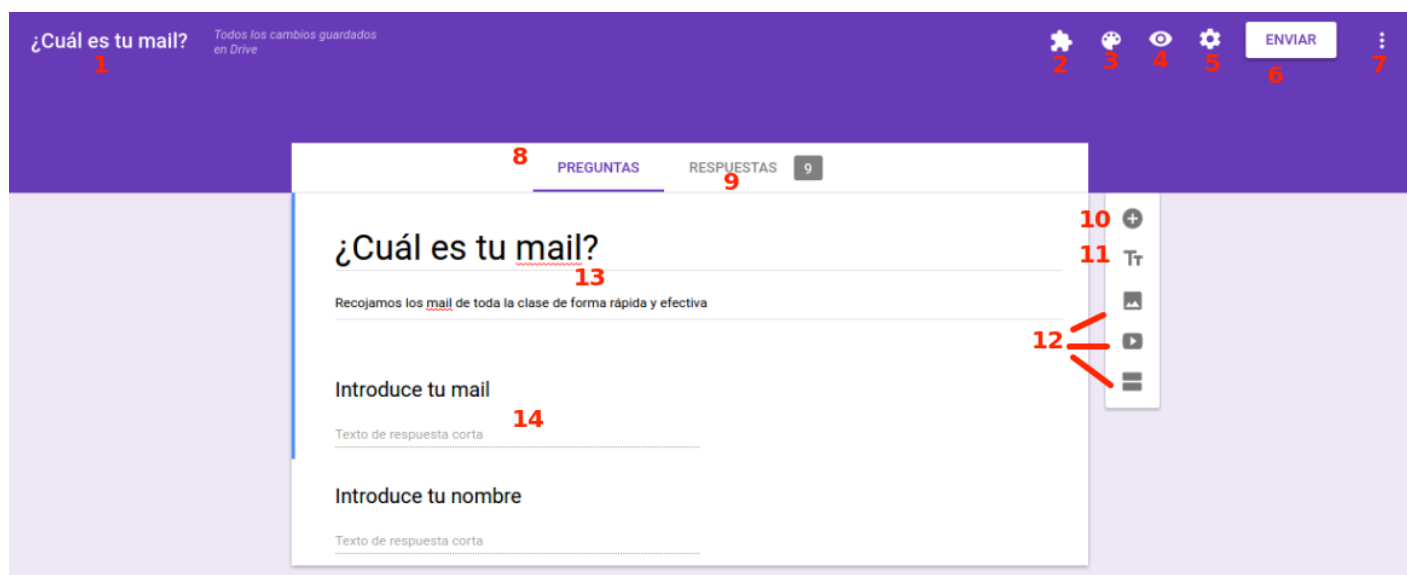 ¿Cuál es tu mail?
Todos los cambios guardados
en Drive
ENVIAR
1
2
3
4
5
6
7
8
PREGUNTAS
RESPUESTAS
9
9
10
¿Cuál es tu mail?
11
Tт
13
Recojamos los mail de toda la clase de forma rápida y efectiva
12
Introduce tu mail
14
Texto de respuesta corta
Introduce tu nombre
Texto de respuesta corta